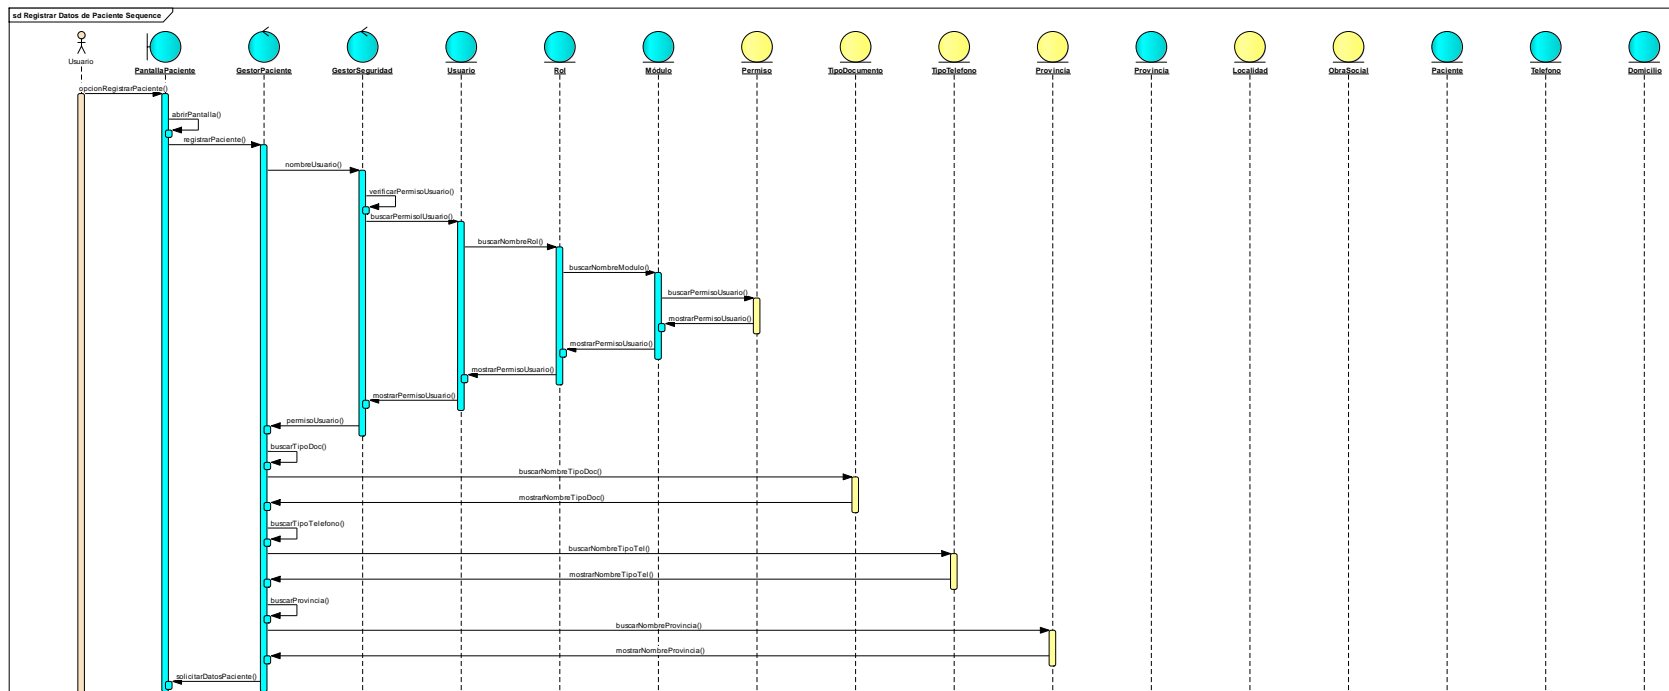 sd Registrar Datos de Paciente Sequence
Usuario
PantallaPaciente
GestorPaciente
GestorSeguridad
Usuario
Rol
Módulo
Permiso
TipoDocumento
TipoTelefono
Provincia
Provincia
Localidad
ObraSocial
Paciente
Telefono
Domicilio
opcionRegistrarPaciente()
abrirPantalla()
registrarPaciente()
nombreUsuario()
verificarPermisoUsuario()
buscarPermisolUsuario()
buscarNombreRol()
buscarNombreModulo()
buscarPermisoUsuario()
mostrarPermisoUsuario()
mostrarPermisoUsuario()
mostrarPermisoUsuario()
mostrarPermisoUsuario()
permisoUsuario()
buscarTipoDoc()
buscarNombreTipoDoc()
mostrarNombreTipoDoc()
buscarTipoTelefono()
buscarNombreTipoTel()
mostrarNombreTipoTel()
buscarProvincia()
buscarNombreProvincia()
mostrarNombreProvincia()
solicitarDatosPaciente()